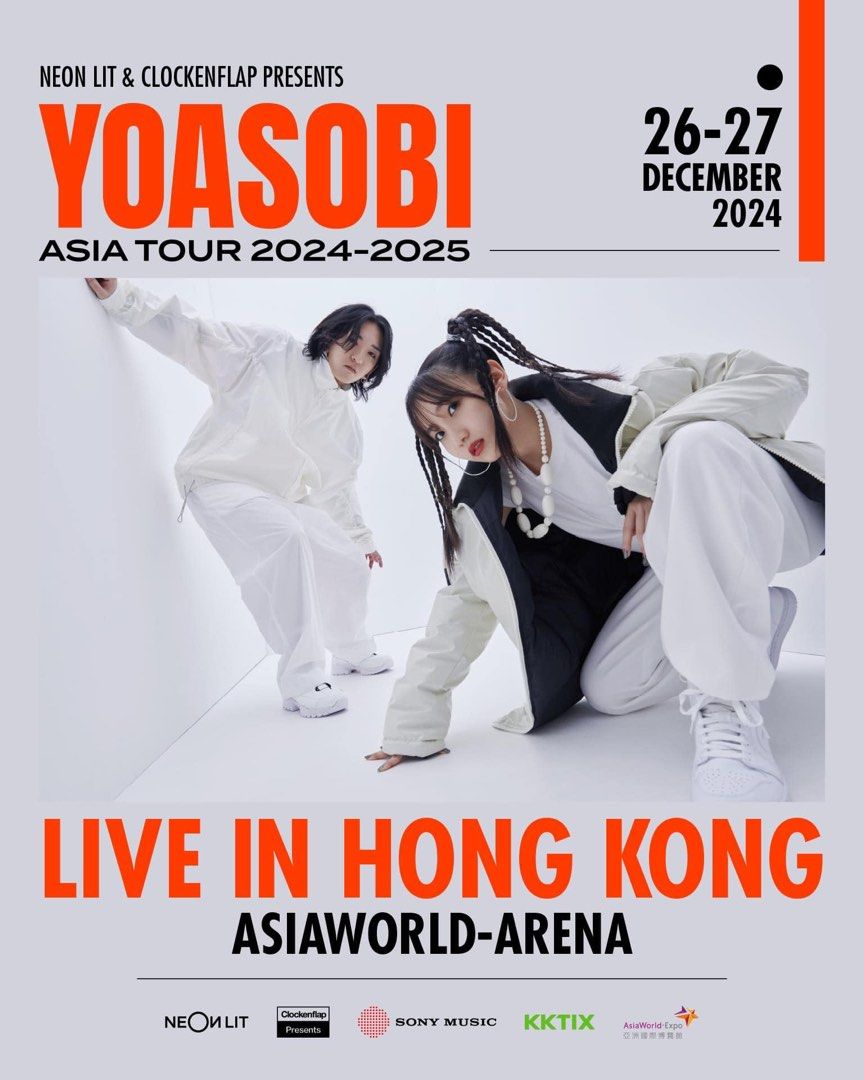 NEON LIT & CLOCKENFLAP PRESENTS
YOASOBI
ASIA TOUR 2024-2025
26-27
DECEMBER
2024
LIVE IN HONG KONG
ASIAWORLD-ARENA
NEON LIT
Clockenflap
Presents
SONY MUSIC
KKTIX
AsiaWorld-Expo
亞洲國際博覽館